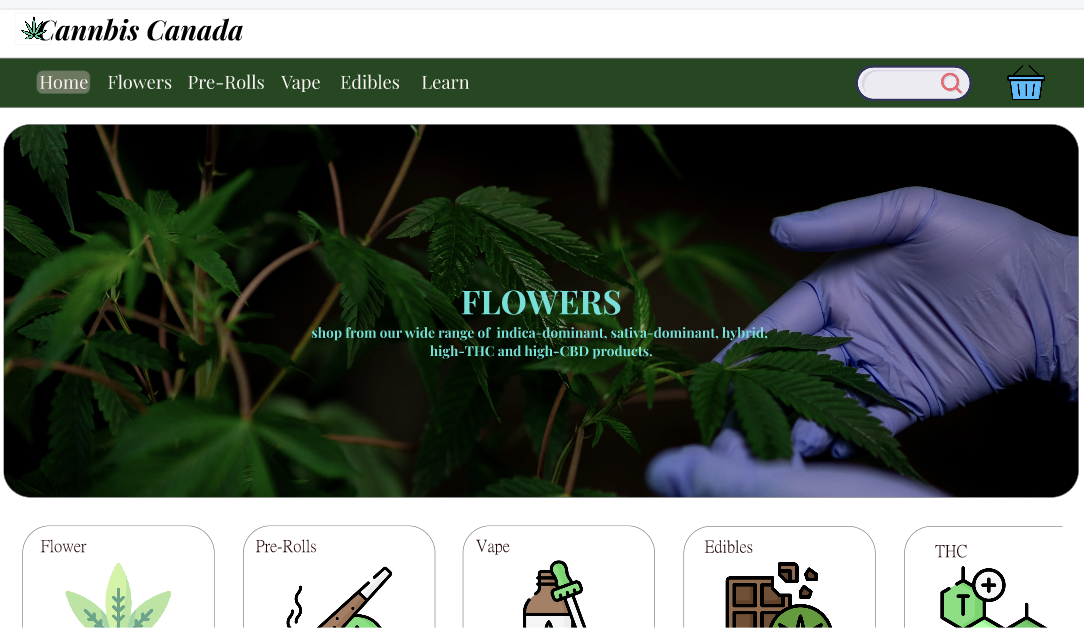 Cannbis Canada
Home Flowers Pre-Rolls Vape Edibles Learn
FLOWERS
shop from our wide range of indica-dominant, sativa-dominant, hybrid,
high-THC and high-CBD products.
Flower Pre-Rolls Vape Edibles THC
T